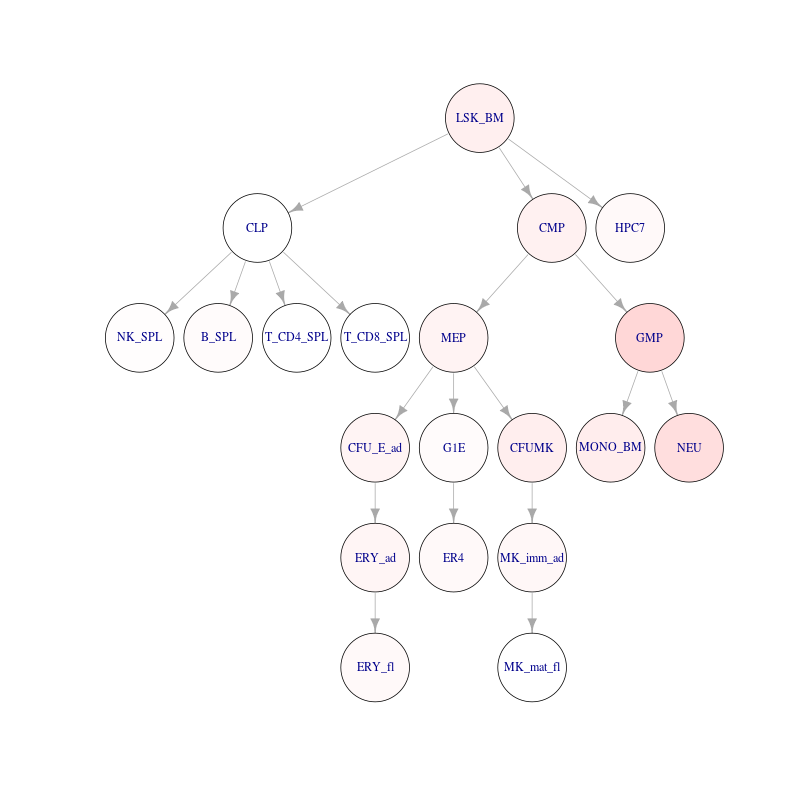 LSK_BM
CLP
CMP
HPC7
NK_SPL
B_SPL
T_CD4_SPL
T_CD8_SPL
MEP
GMP
CFU_E_ad
G1E
CFUMK
MONO_BM
NEU
ERY_ad
ER4
MK_imm_ad
ERY_fl
MK_mat_fl